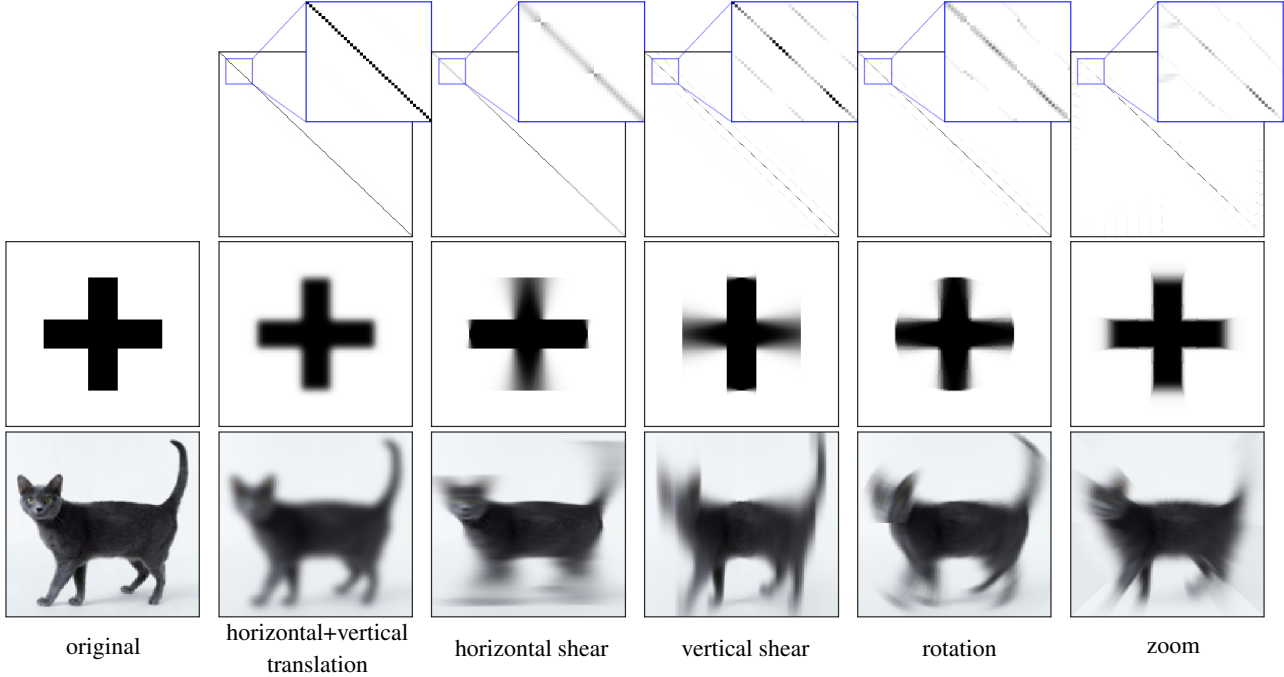 original
horizontal+vertical
translation
horizontal shear
vertical shear
rotation
zoom